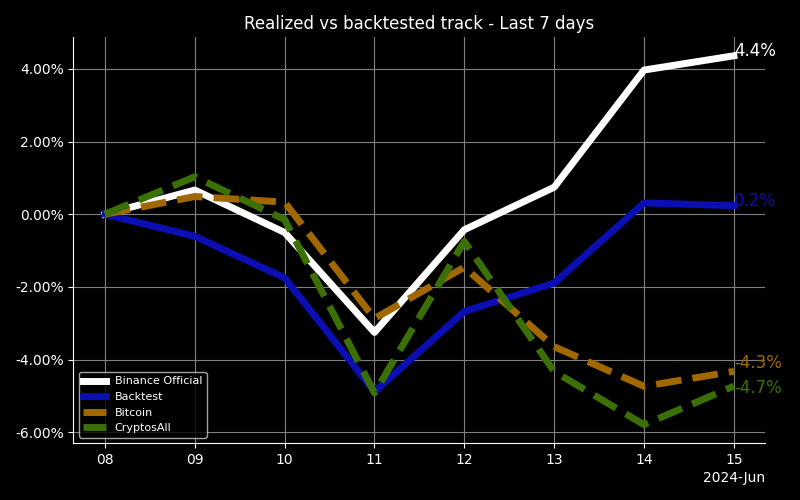 Realized vs backtested track - Last 7 days
4.00%
2.00%
0.00%
-2.00%
-4.00%
-6.00%
4.4%
0.2%
-4.3%
-4.7%
Binance Official
Backtest
Bitcoin
CryptosAll
08 09 10 11 12 13 14 15
2024-Jun